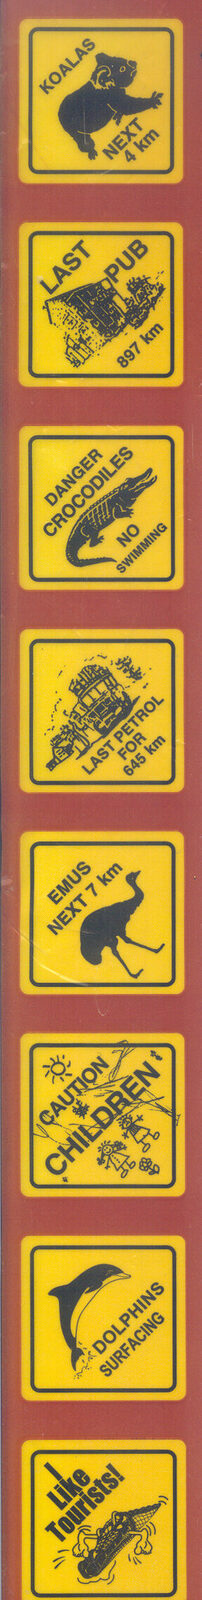 KOALAS
NEXT
4 km
LAST
PUB
897 km
DANGER
CROCODILES
NO
SWIMMING
LAST PETROL
FOR
645 km
EMUS
NEXT 7 km
CAUTION
CHILDREN
DOLPHINS
SURFACING
I
Like
Tourists!